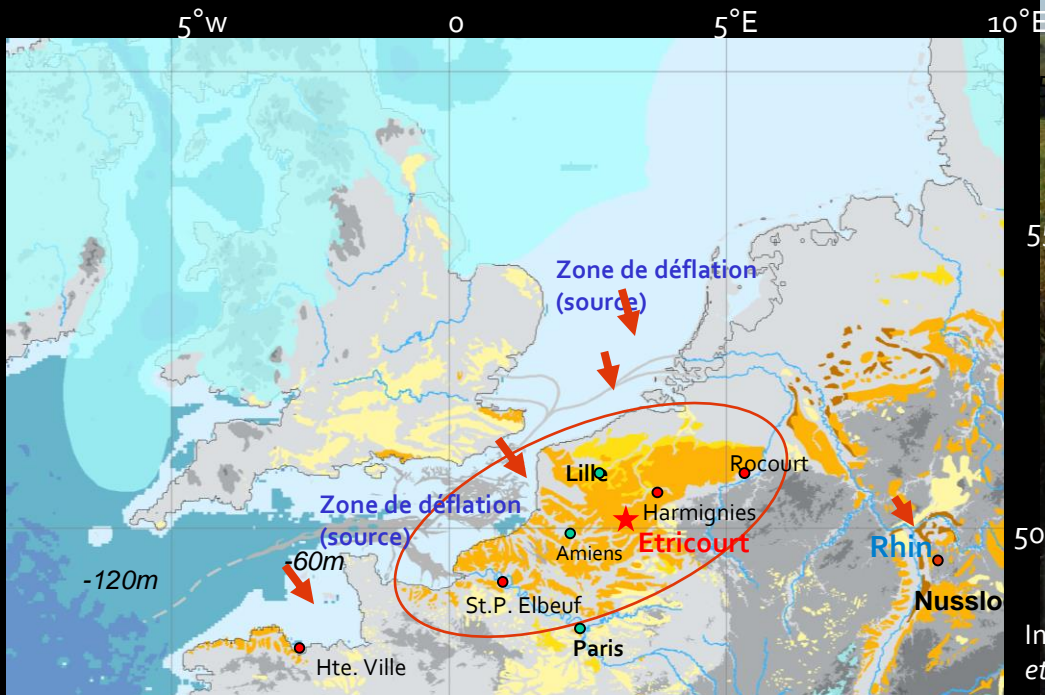 5°W 0 5°E 10°E
Zone de déflation
(source)
Lille
Rocourt
Harmignies
Zone de déflation
(source)
Etricourt
Rhin
Amiens
-60m
-120m
St.P. Elbeuf
Paris
Hte. Ville